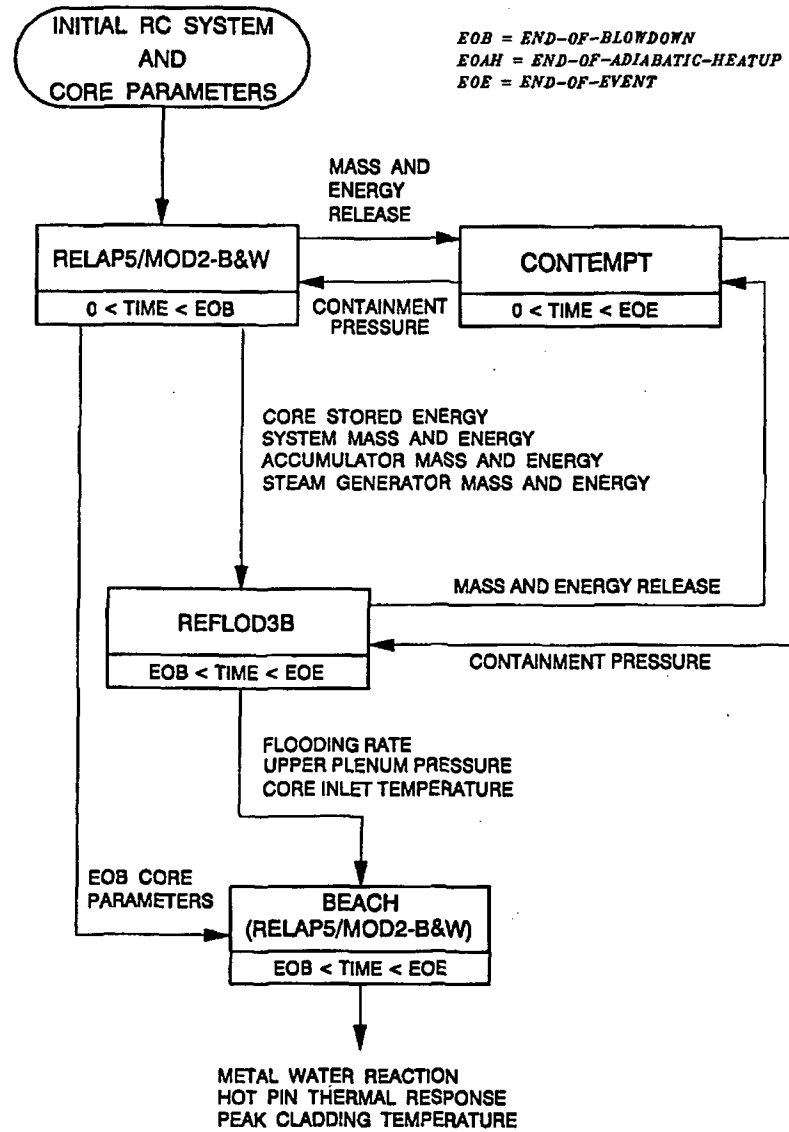 INITIAL RC SYSTEM
AND
CORE PARAMETERS
EOB = END-OF-BLOWDOWN
EOAH = END-OF-ADIABATIC-HEATUP
EOE = END-OF-EVENT
MASS AND
ENERGY
RELEASE
RELAP5/MOD2-B&W
0 < TIME < EOB
CONTEMPT
0 < TIME < EOE
CONTAINMENT
PRESSURE
CORE STORED ENERGY
SYSTEM MASS AND ENERGY
ACCUMULATOR MASS AND ENERGY
STEAM GENERATOR MASS AND ENERGY
MASS AND ENERGY RELEASE
REFLOD3B
EOB < TIME < EOE
CONTAINMENT PRESSURE
FLOODING RATE
UPPER PLENUM PRESSURE
CORE INLET TEMPERATURE
EOB CORE
PARAMETERS
BEACH
(RELAP5/MOD2-B&W)
EOB < TIME < EOE
METAL WATER REACTION
HOT PIN THERMAL RESPONSE
PEAK CLADDING TEMPERATURE